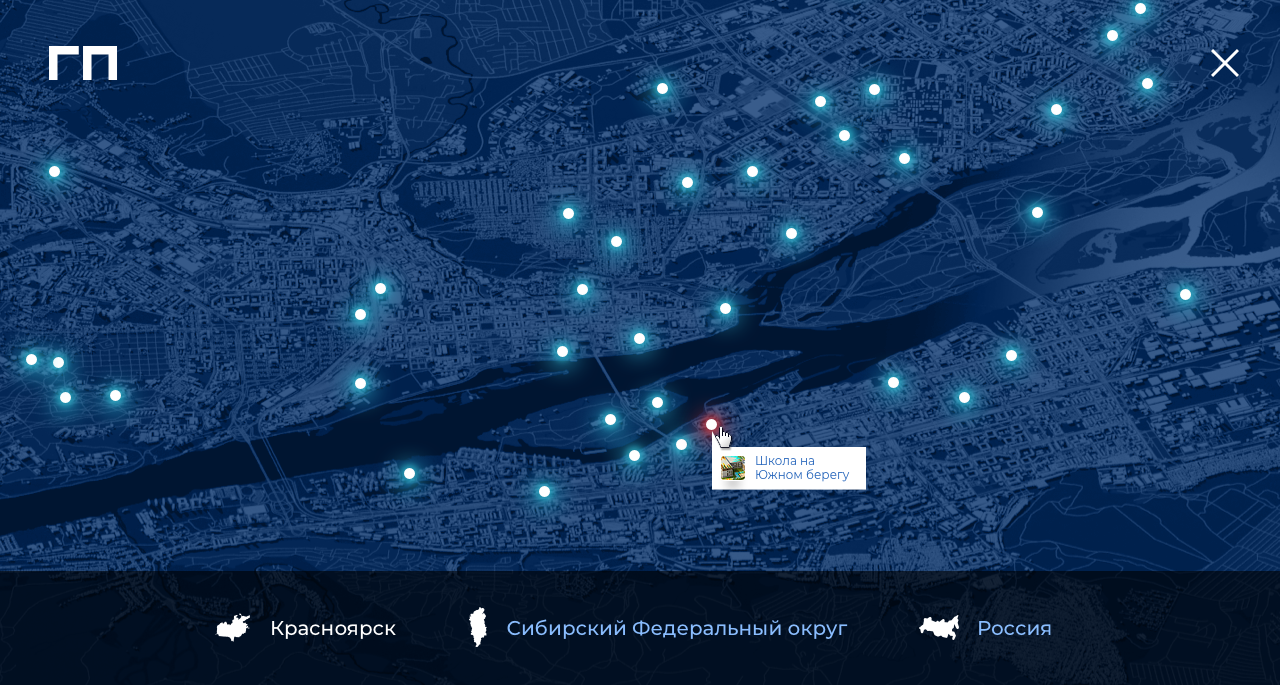 ГП
Школа на
Южном берегу
Красноярск
Сибирский Федеральный округ
Россия